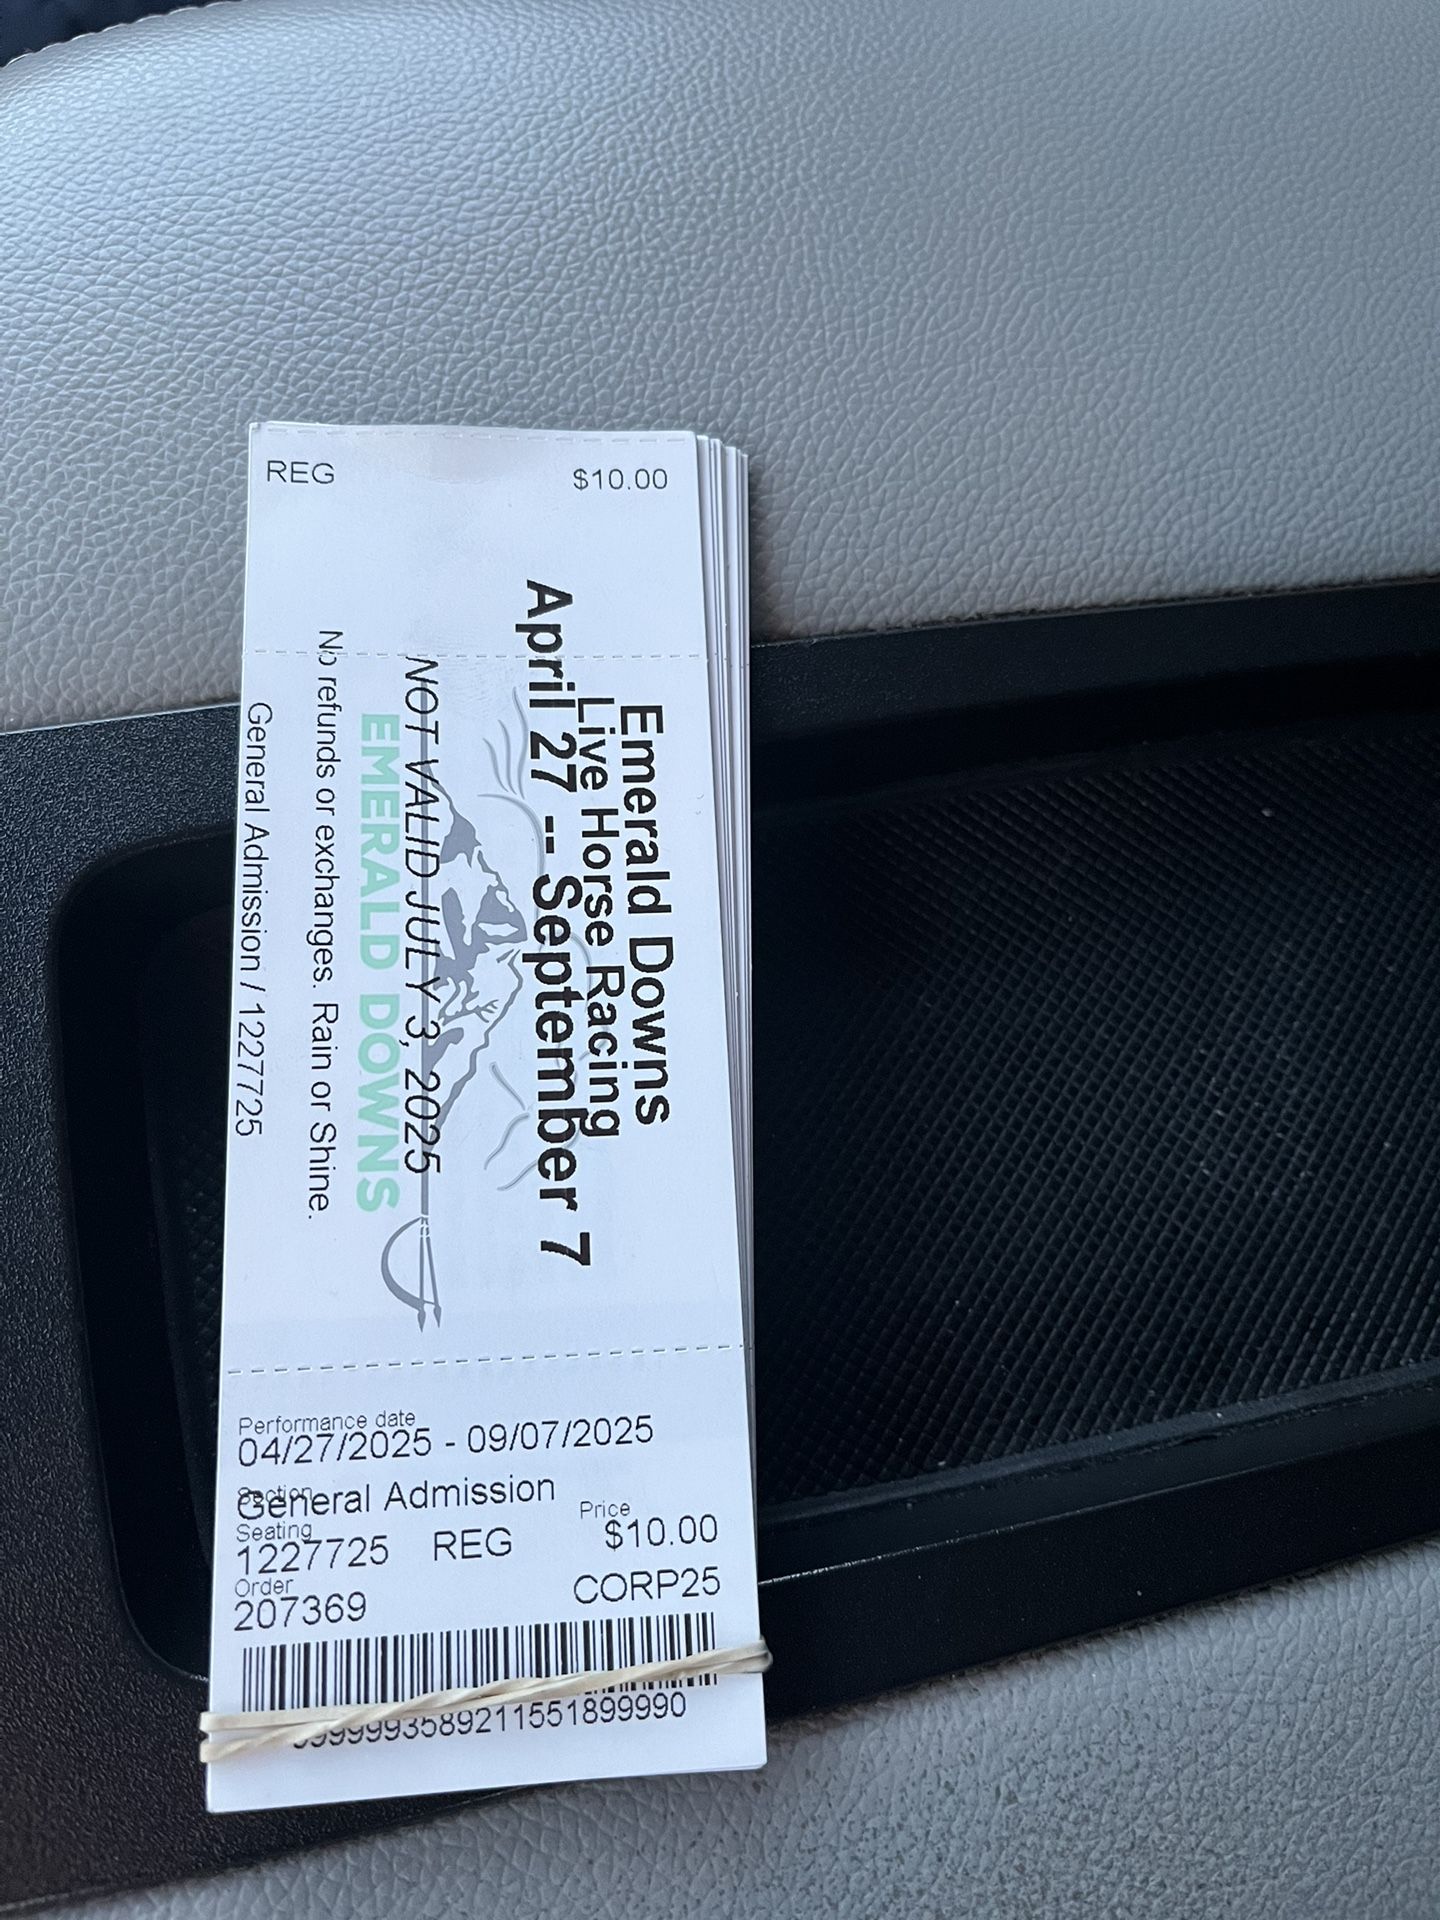 REG $10.00
Emerald Downs
Live Horse Racing
April 27 -- September 7
NOT VALID JULY 3, 2025
EMERALD DOWNS
No refunds or exchanges. Rain or Shine.
General Admission / 1227725
Performance date
04/27/2025 - 09/07/2025
Section
General Admission
Seating Price
1227725 REG $10.00
Order
207369 CORP25
9999993589211551899990